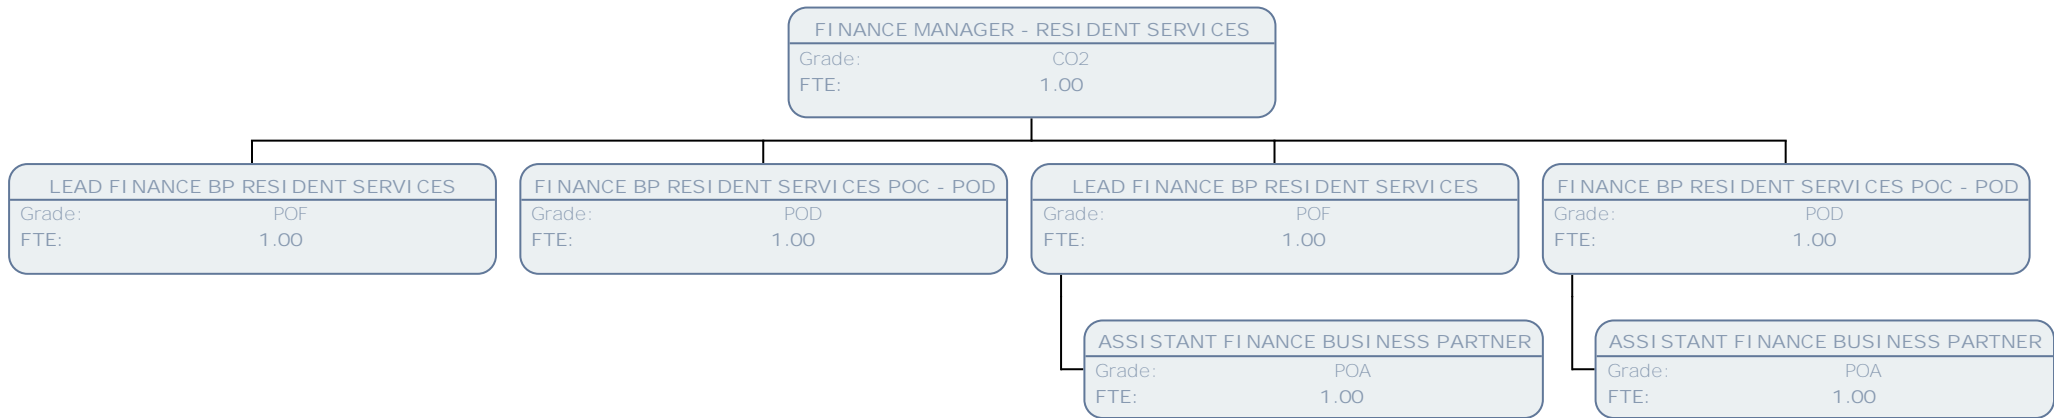 FINANCE MANAGER - RESIDENT SERVICES
Grade: CO2
FTE: 1.00
LEAD FINANCE BP RESIDENT SERVICES
Grade: POF
FTE: 1.00
FINANCE BP RESIDENT SERVICES POC - POD
Grade: POD
FTE: 1.00
LEAD FINANCE BP RESIDENT SERVICES
Grade: POF
FTE: 1.00
FINANCE BP RESIDENT SERVICES POC - POD
Grade: POD
FTE: 1.00
ASSISTANT FINANCE BUSINESS PARTNER
Grade: POA
FTE: 1.00
ASSISTANT FINANCE BUSINESS PARTNER
Grade: POA
FTE: 1.00